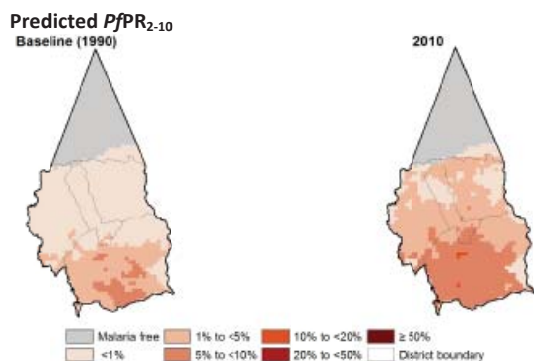 Predicted PfPR2-10
Baseline (1990)
2010
Malaria free
1% to <5%
10% to <20%
≥ 50%
<1%
5% to <10%
20% to <50%
District boundary